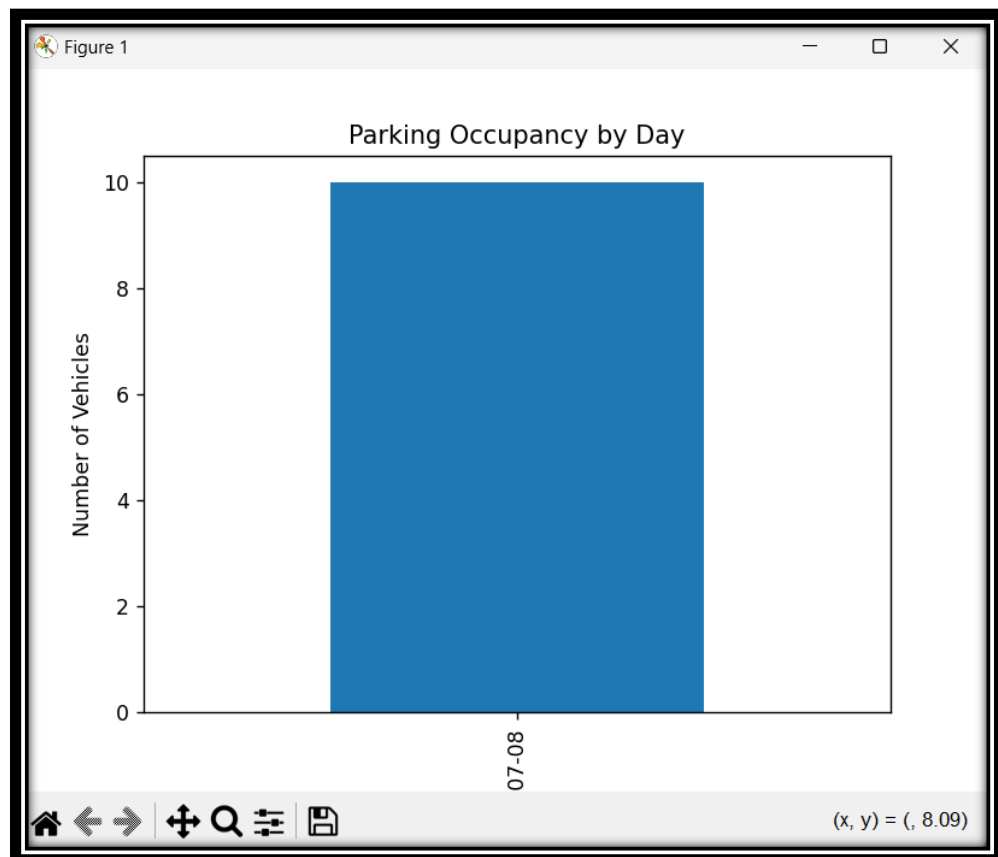 Figure 1
Parking Occupancy by Day
10
8
6
4
2
0
Number of Vehicles
07-08
(x, y) = (, 8.09)